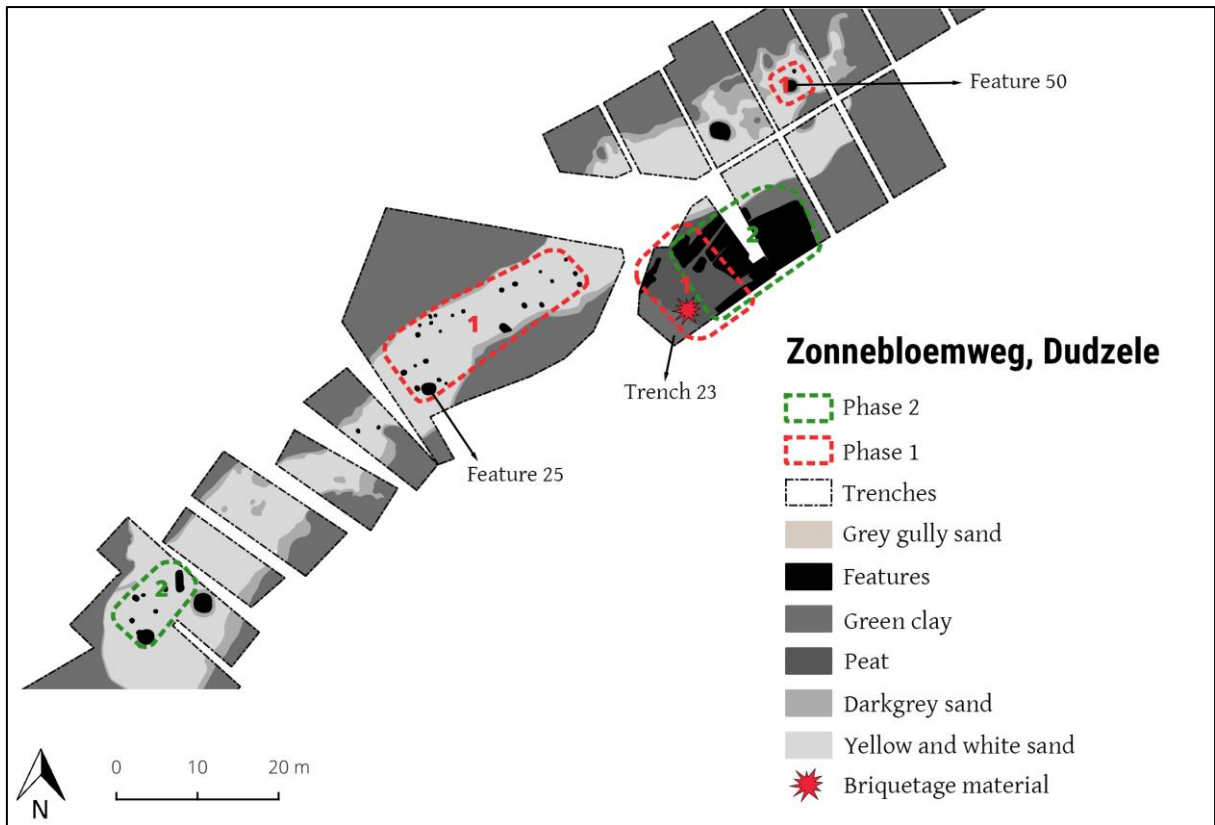 1
Feature 50
2
1
1
Trench 23
Feature 25
2
Zonnebloemweg, Dudzele
Phase 2
Phase 1
Trenches
Grey gully sand
Features
Green clay
Peat
Darkgrey sand
Yellow and white sand
Briquetage material
0 10 20 m
N